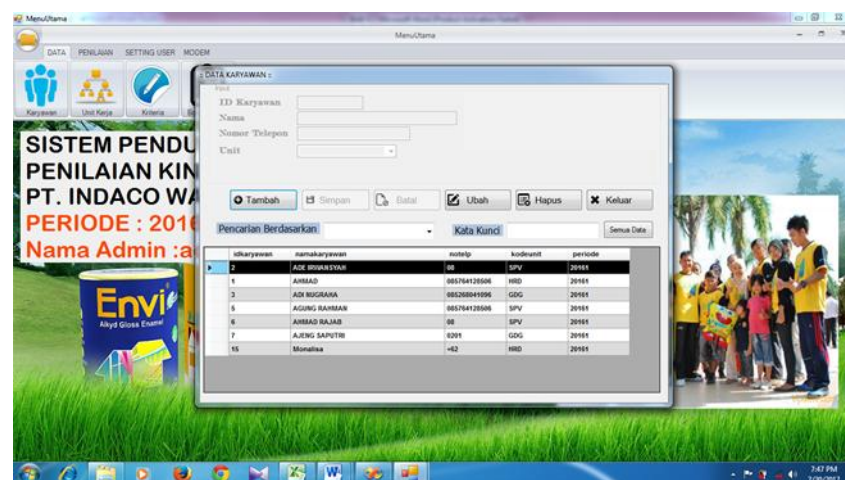 MenuUtama
MenuUtama
DATA PENILAIAN SETTING USER MODEM
Karyawan Unit Kerja Kriteria
:: DATA KARYAWAN ::
ID Karyawan
Nama
Nomor Telepon
Unit
Tambah Simpan Batal Ubah Hapus Keluar
Pencarian Berdasarkan Kata Kunci Semua Data
idkaryawan namakaryawan notelp kodeunit periode
2 ADE IRWANSYAH 08 SPV 20161
1 AHMAD 085764128506 HRD 20161
3 ADI NUGRAHA 085268041096 GDG 20161
5 AGUNG RAHMAN 085764128506 SPV 20161
6 AHMAD RAJAB 08 SPV 20161
7 AJENG SAPUTRI 0201 GDG 20161
15 Monalisa +62 HRD 20161
SISTEM PENDU
PENILAIAN KIN
PT. INDACO WA
PERIODE : 2016
Nama Admin :a
Envi
Alkyd Gloss Enamel
7:47 PM